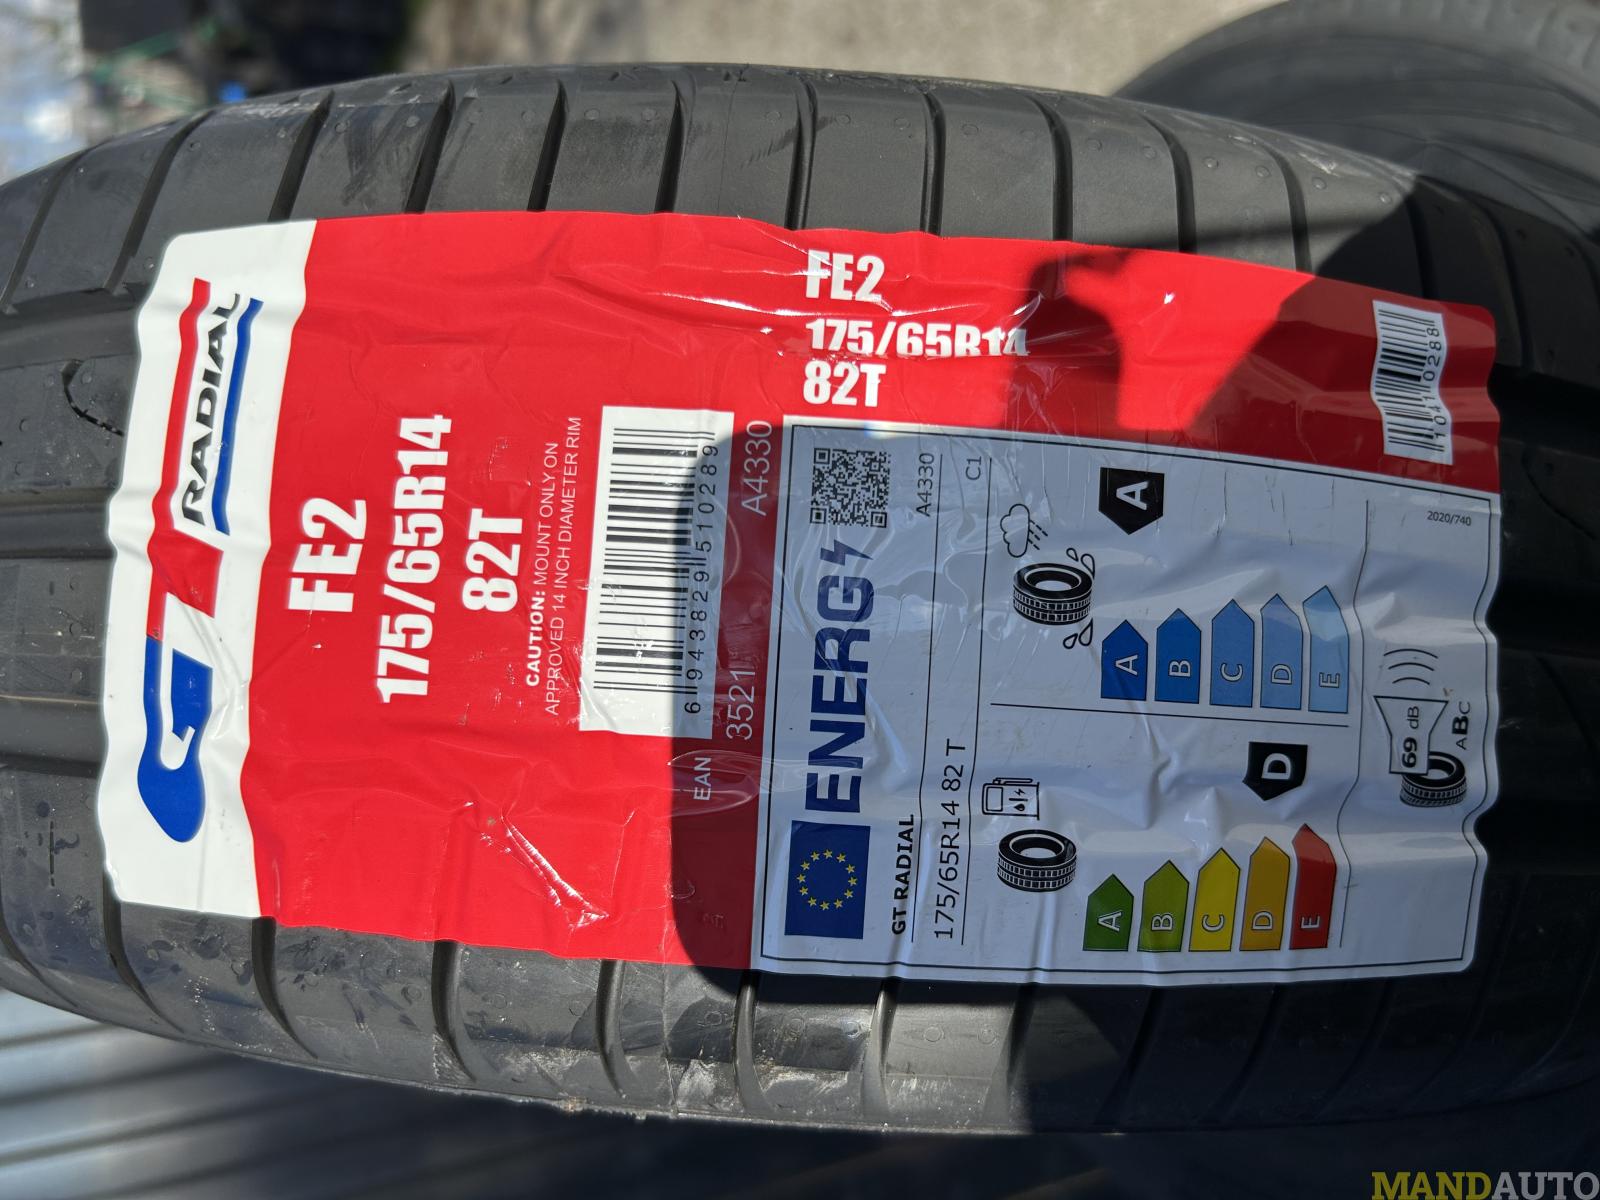 GT RADIAL
FE2
175/65R14
82T
CAUTION: MOUNT ONLY ON
APPROVED 14 INCH DIAMETER RIM
6 943829 510289
EAN
3521
A4330
FE2
175/65R14
82T
104110288
ENERG
GT RADIAL
A4330
175/65R14 82 T
C1
A
A
B
C
D
E
D
A
B
C
D
E
69 dB
ABC
2020/740
MANDAUTO